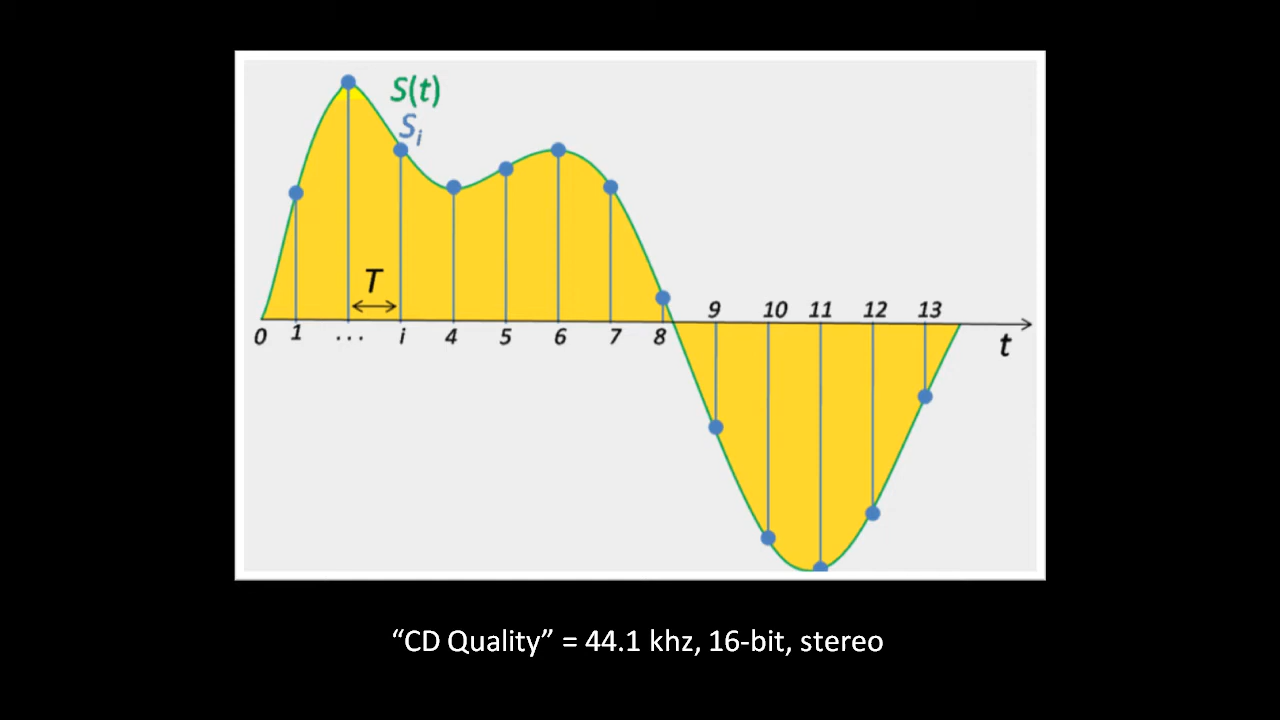 S(t)
Si
T
9 10 11 12 13
0 1 ... i 4 5 6 7 8
t
“CD Quality” = 44.1 khz, 16-bit, stereo